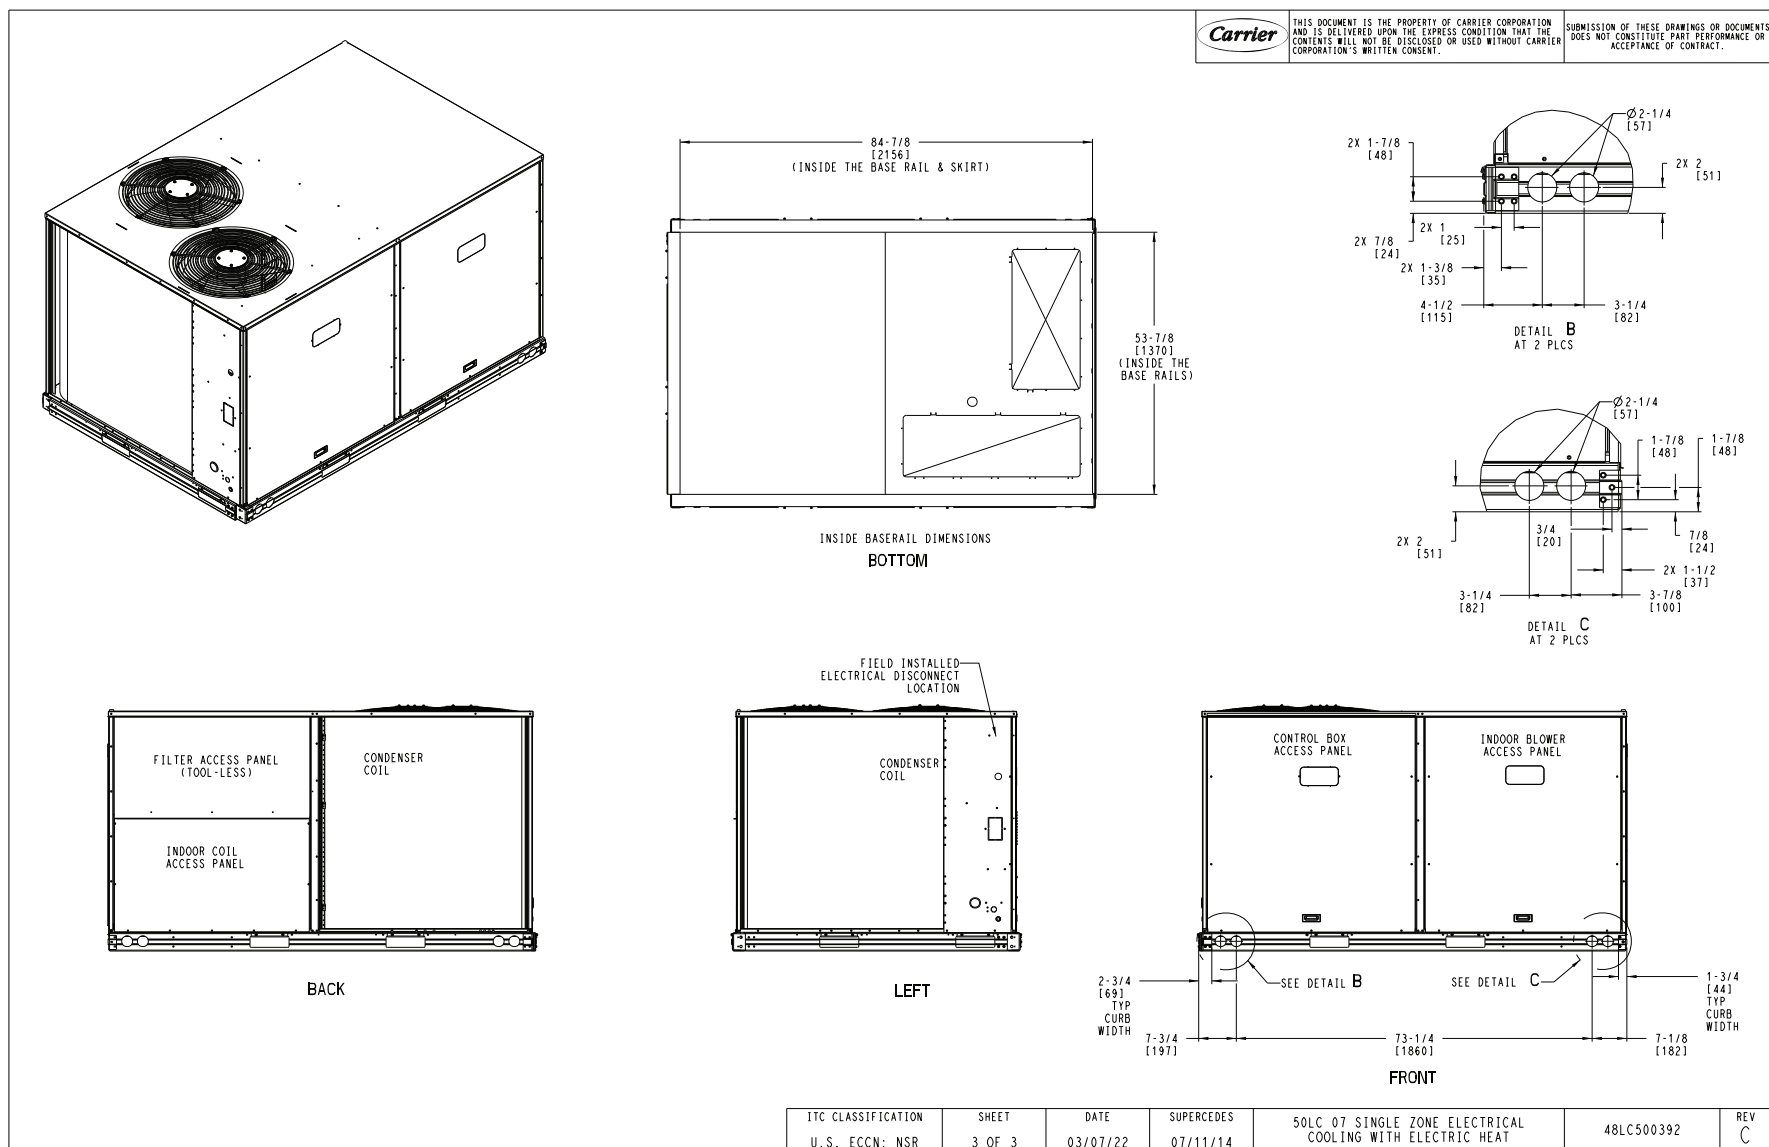 Carrier
THIS DOCUMENT IS THE PROPERTY OF CARRIER CORPORATION
AND IS DELIVERED UPON THE EXPRESS CONDITION THAT THE
CONTENTS WILL NOT BE DISCLOSED OR USED WITHOUT CARRIER
CORPORATION'S WRITTEN CONSENT.
SUBMISSION OF THESE DRAWINGS OR DOCUMENTS
DOES NOT CONSTITUTE PART PERFORMANCE OR
ACCEPTANCE OF CONTRACT.
84-7/8
[2156]
(INSIDE THE BASE RAIL & SKIRT)
53-7/8
[1370]
(INSIDE THE
BASE RAILS)
INSIDE BASERAIL DIMENSIONS
BOTTOM
Ø2-1/4
[57]
2X 1-7/8
[48]
2X 2
[51]
2X 1
[25]
2X 7/8
[24]
2X 1-3/8
[35]
4-1/2
[115]
3-1/4
[82]
DETAIL B
AT 2 PLCS
Ø2-1/4
[57]
1-7/8
[48]
1-7/8
[48]
2X 2
[51]
3/4
[20]
7/8
[24]
2X 1-1/2
[37]
3-1/4
[82]
3-7/8
[100]
DETAIL C
AT 2 PLCS
FILTER ACCESS PANEL
(TOOL-LESS)
CONDENSER
COIL
INDOOR COIL
ACCESS PANEL
BACK
FIELD INSTALLED
ELECTRICAL DISCONNECT
LOCATION
CONDENSER
COIL
LEFT
CONTROL BOX
ACCESS PANEL
INDOOR BLOWER
ACCESS PANEL
SEE DETAIL B
SEE DETAIL C
2-3/4
[69]
TYP
CURB
WIDTH
1-3/4
[44]
TYP
CURB
WIDTH
7-3/4
[197]
73-1/4
[1860]
7-1/8
[182]
FRONT
ITC CLASSIFICATION
U.S. ECCN: NSR
SHEET
3 OF 3
DATE
03/07/22
SUPERCEDES
07/11/14
50LC 07 SINGLE ZONE ELECTRICAL
COOLING WITH ELECTRIC HEAT
48LC500392
REV
C